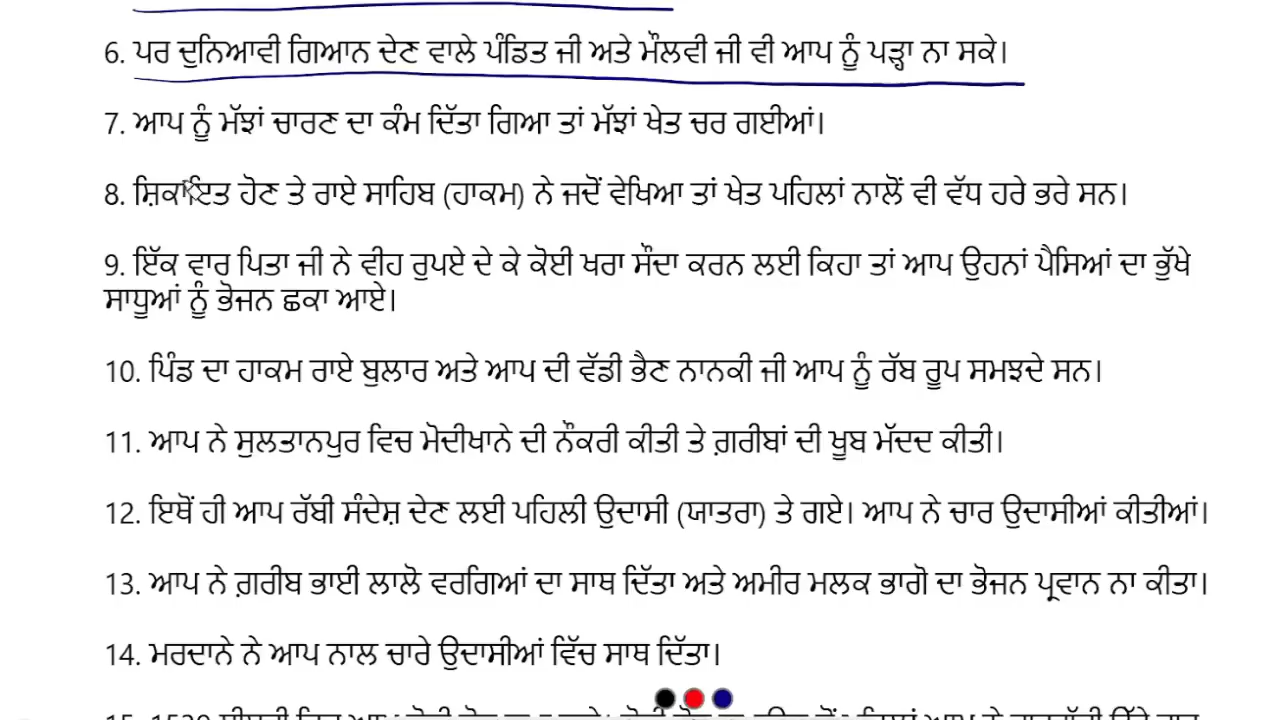 6. ਪਰ ਦੁਨਿਆਵੀ ਗਿਆਨ ਦੇਣ ਵਾਲੇ ਪੰਡਿਤ ਜੀ ਅਤੇ ਮੌਲਵੀ ਜੀ ਵੀ ਆਪ ਨੂੰ ਪੜ੍ਹਾ ਨਾ ਸਕੇ।
7. ਆਪ ਨੂੰ ਮੱਝਾਂ ਚਾਰਣ ਦਾ ਕੰਮ ਦਿੱਤਾ ਗਿਆ ਤਾਂ ਮੱਝਾਂ ਖੇਤ ਚਰ ਗਈਆਂ।
8. ਸ਼ਿਕਾਇਤ ਹੋਣ ਤੇ ਰਾਏ ਸਾਹਿਬ (ਹਾਕਮ) ਨੇ ਜਦੋਂ ਵੇਖਿਆ ਤਾਂ ਖੇਤ ਪਹਿਲਾਂ ਨਾਲੋਂ ਵੀ ਵੱਧ ਹਰੇ ਭਰੇ ਸਨ।
9. ਇੱਕ ਵਾਰ ਪਿਤਾ ਜੀ ਨੇ ਵੀਹ ਰੁਪਏ ਦੇ ਕੇ ਕੋਈ ਖਰਾ ਸੌਦਾ ਕਰਨ ਲਈ ਕਿਹਾ ਤਾਂ ਆਪ ਉਹਨਾਂ ਪੈਸਿਆਂ ਦਾ ਭੁੱਖੇ
ਸਾਧੂਆਂ ਨੂੰ ਭੋਜਨ ਛਕਾ ਆਏ।
10. ਪਿੰਡ ਦਾ ਹਾਕਮ ਰਾਏ ਬੁਲਾਰ ਅਤੇ ਆਪ ਦੀ ਵੱਡੀ ਭੈਣ ਨਾਨਕੀ ਜੀ ਆਪ ਨੂੰ ਰੱਬ ਰੂਪ ਸਮਝਦੇ ਸਨ।
11. ਆਪ ਨੇ ਸੁਲਤਾਨਪੁਰ ਵਿਚ ਮੋਦੀਖਾਨੇ ਦੀ ਨੌਕਰੀ ਕੀਤੀ ਤੇ ਗ਼ਰੀਬਾਂ ਦੀ ਖੂਬ ਮੱਦਦ ਕੀਤੀ।
12. ਇਥੋਂ ਹੀ ਆਪ ਰੱਬੀ ਸੰਦੇਸ਼ ਦੇਣ ਲਈ ਪਹਿਲੀ ਉਦਾਸੀ (ਯਾਤਰਾ) ਤੇ ਗਏ। ਆਪ ਨੇ ਚਾਰ ਉਦਾਸੀਆਂ ਕੀਤੀਆਂ।
13. ਆਪ ਨੇ ਗ਼ਰੀਬ ਭਾਈ ਲਾਲੋ ਵਰਗਿਆਂ ਦਾ ਸਾਥ ਦਿੱਤਾ ਅਤੇ ਅਮੀਰ ਮਲਕ ਭਾਗੋ ਦਾ ਭੋਜਨ ਪ੍ਰਵਾਨ ਨਾ ਕੀਤਾ।
14. ਮਰਦਾਨੇ ਨੇ ਆਪ ਨਾਲ ਚਾਰੇ ਉਦਾਸੀਆਂ ਵਿੱਚ ਸਾਥ ਦਿੱਤਾ।